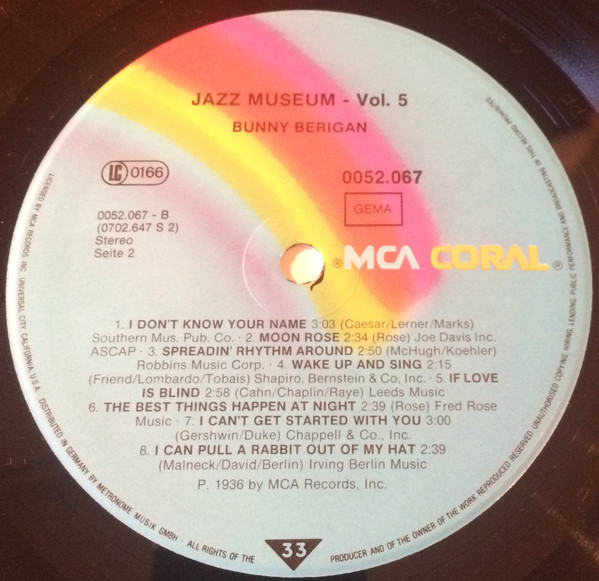 JAZZ MUSEUM - Vol. 5
BUNNY BERIGAN
LC 0166
0052.067
GEMA
0052.067 - B
(0702.647 S 2)
Stereo
Seite 2
®MCA CORAL®
1. I DON'T KNOW YOUR NAME 3:03 (Caesar/Lerner/Marks)
Southern Mus. Pub. Co. · 2. MOON ROSE 2:34 (Rose) Joe Davis Inc.
ASCAP · 3. SPREADIN' RHYTHM AROUND 2:50 (McHugh/Koehler)
Robbins Music Corp. · 4. WAKE UP AND SING 2:15
(Friend/Lombardo/Tobais) Shapiro, Bernstein & Co, Inc. · 5. IF LOVE
IS BLIND 2:58 (Cahn/Chaplin/Raye) Leeds Music
6. THE BEST THINGS HAPPEN AT NIGHT 2:39 (Rose) Fred Rose
Music · 7. I CAN'T GET STARTED WITH YOU 3:00
(Gershwin/Duke) Chappell & Co., Inc.
8. I CAN PULL A RABBIT OUT OF MY HAT 2:39
(Malneck/David/Berlin) Irving Berlin Music
P. 1936 by MCA Records, Inc.
LICENSED BY MCA RECORDS INC. UNIVERSAL CITY, CALIFORNIA, U.S.A. DISTRIBUTED IN GERMANY BY METRONOME MUSIK GMBH · ALL RIGHTS OF THE
33
PRODUCER AND OF THE OWNER OF THE WORK REPRODUCED RESERVED UNAUTHORISED COPYING, HIRING, LENDING, PUBLIC PERFORMANCE AND BROADCASTING OF THIS RECORD PROHIBITED